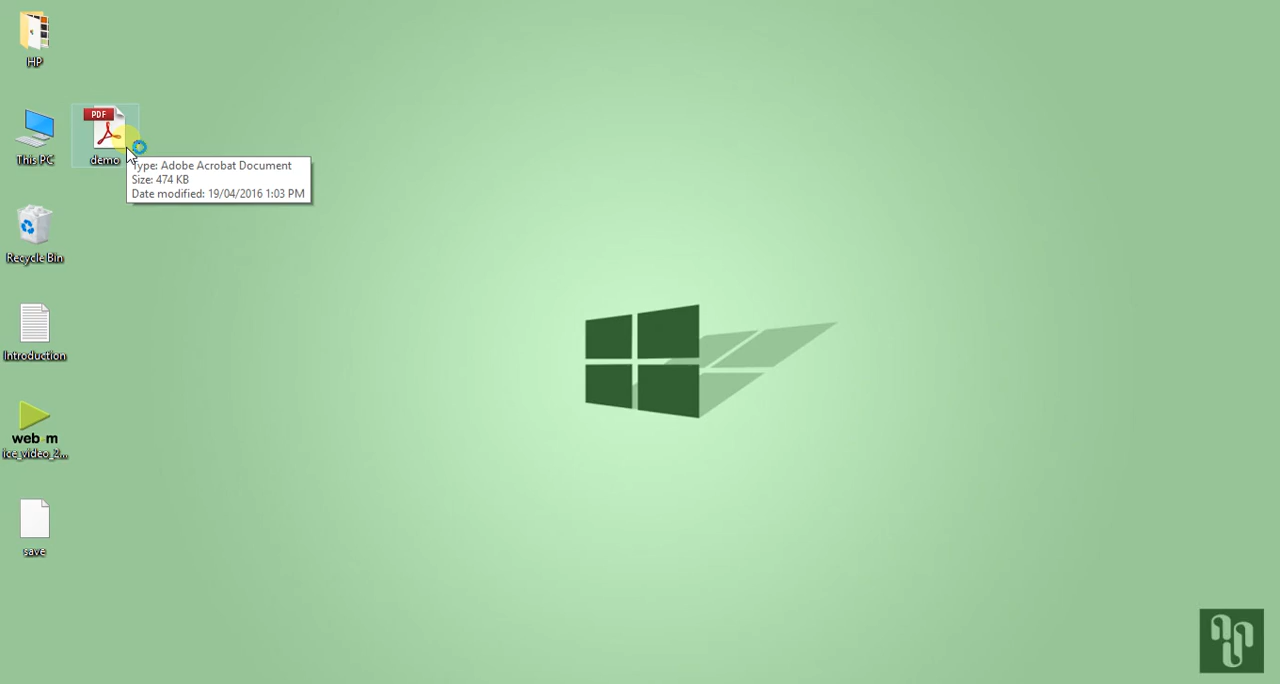 HP
This PC
PDF
demo
Type: Adobe Acrobat Document
Size: 474 KB
Date modified: 19/04/2016 1:03 PM
Recycle Bin
Introduction
web m
ice_video_2...
save